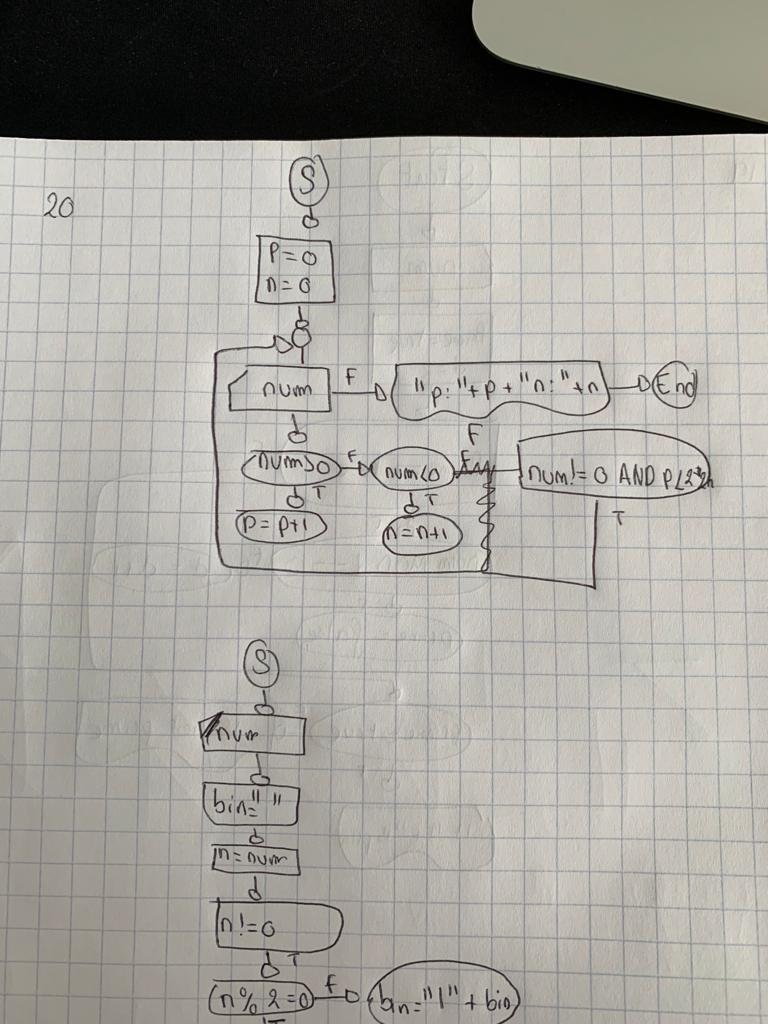 20
S
p=0
n=0
num
F
"p:"+p+"n:"+n
End
num>0
F
num<0
F
num!=0 AND P<2*n
T
T
T
p=p+1
n=n+1
S
num
bin=" "
n=num
n!=0
T
n%2=0
F
bin="1"+bin
T